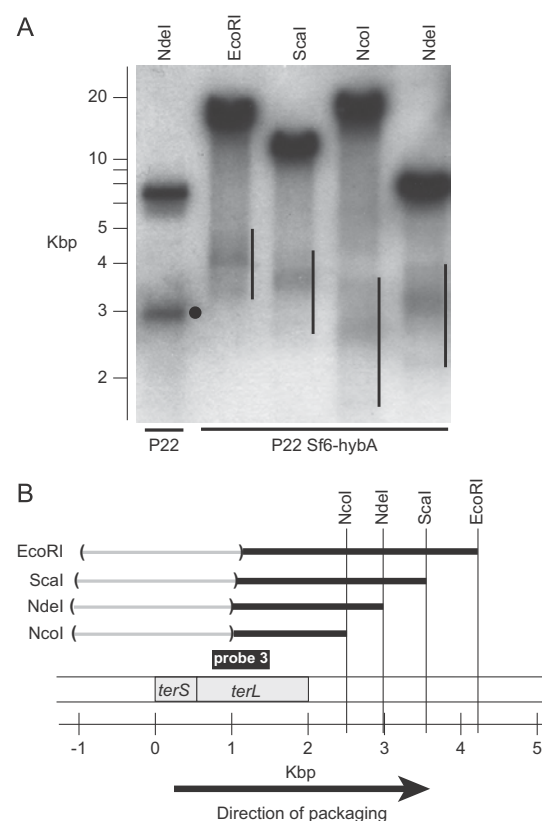 A
NdeI
EcoRI
ScaI
NcoI
NdeI
20
10
5
Kbp
4
3
2
P22
P22 Sf6-hybA
B
NcoI
NdeI
ScaI
EcoRI
EcoRI
ScaI
NdeI
NcoI
probe 3
terS
terL
-1
0
1
2
3
4
5
Kbp
Direction of packaging